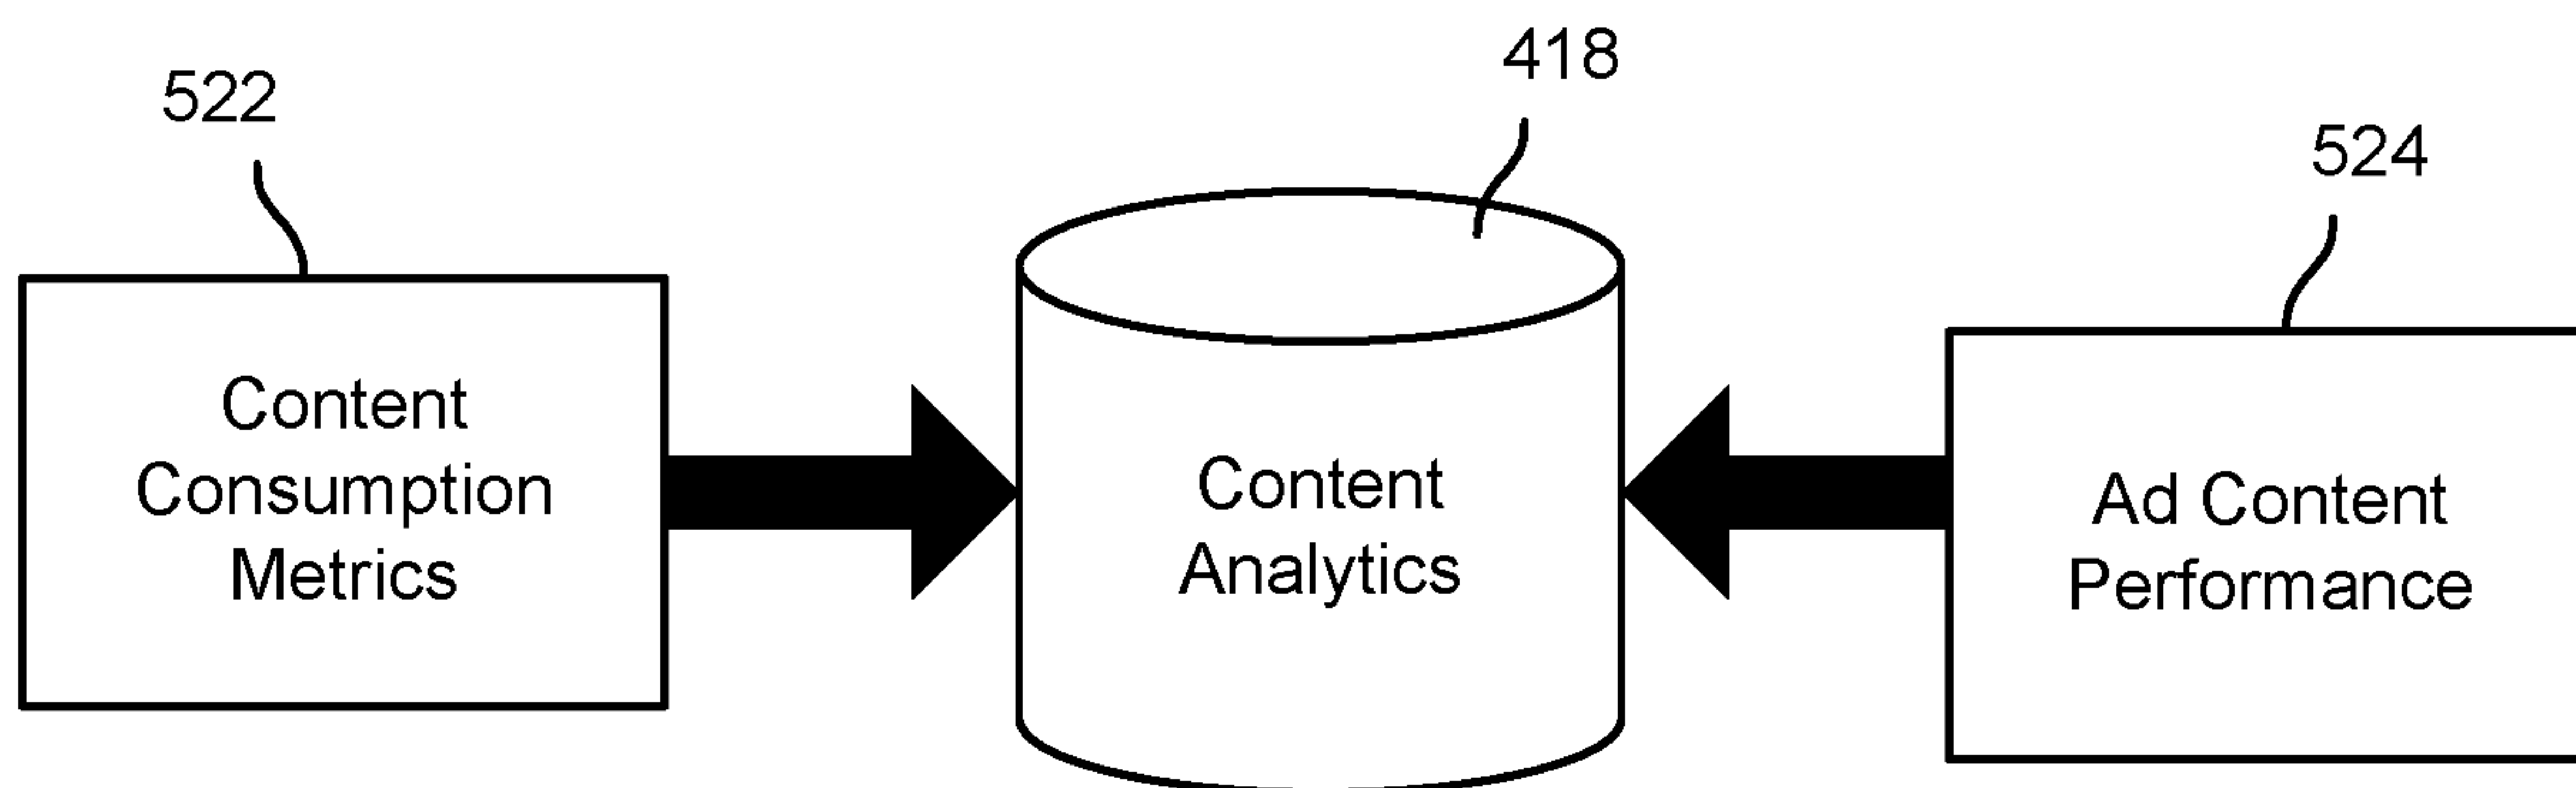 522
Content
Consumption
Metrics
418
Content
Analytics
524
Ad Content
Performance